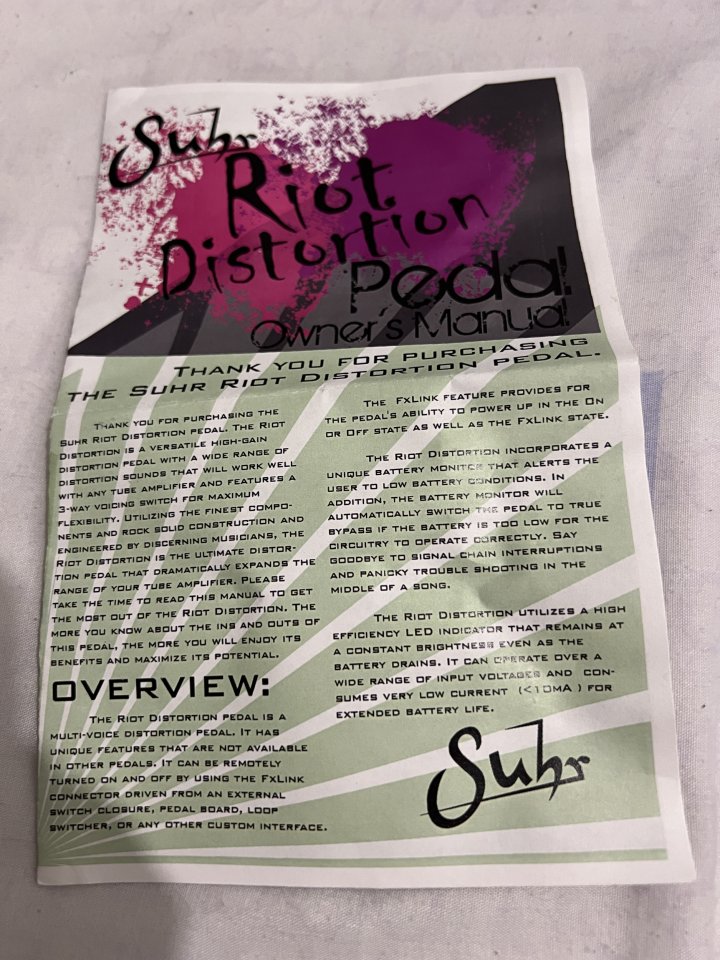 Suhr
Riot
Distortion
Pedal
Owner's Manual
Thank you for purchasing
the Suhr Riot Distortion pedal.
Thank you for purchasing the
Suhr Riot Distortion pedal. The Riot
Distortion is a versatile high-gain
distortion pedal with a wide range of
distortion sounds that will work well
with any tube amplifier and features a
3-way voicing switch for maximum
flexibility. Utilizing the finest compo-
nents and rock solid construction and
engineered by discerning musicians, the
Riot Distortion is the ultimate distor-
tion pedal that dramatically expands the
range of your tube amplifier. Please
take the time to read this manual to get
the most out of the Riot Distortion. The
more you know about the ins and outs of
this pedal, the more you will enjoy its
benefits and maximize its potential.
OVERVIEW:
The Riot Distortion pedal is a
multi-voice distortion pedal. It has
unique features that are not available
in other pedals. It can be remotely
turned on and off by using the FxLink
connector driven from an external
switch closure, pedal board, loop
switcher, or any other custom interface.
The FxLink feature provides for
the pedal's ability to power up in the On
or Off state as well as the FxLink state.
The Riot Distortion incorporates a
unique battery monitor that alerts the
user to low battery conditions. In
addition, the battery monitor will
automatically switch the pedal to true
bypass if the battery is too low for the
circuitry to operate correctly. Say
goodbye to signal chain interruptions
and panicky trouble shooting in the
middle of a song.
The Riot Distortion utilizes a high
efficiency LED indicator that remains at
a constant brightness even as the
battery drains. It can operate over a
wide range of input voltages and con-
sumes very low current (<10mA ) for
extended battery life.
Suhr